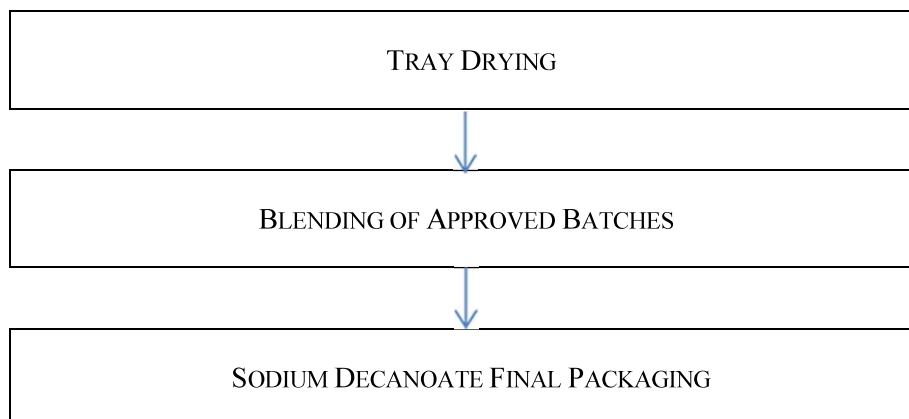 TRAY DRYING
BLENDING OF APPROVED BATCHES
SODIUM DECANOATE FINAL PACKAGING